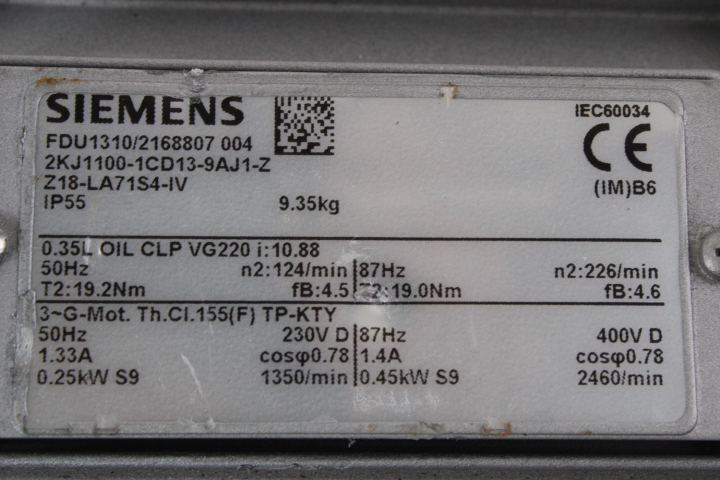 SIEMENS
IEC60034
FDU1310/2168807 004
CE
2KJ1100-1CD13-9AJ1-Z
Z18-LA71S4-IV
(IM)B6
IP55 9.35kg
0.35L OIL CLP VG220 i:10.88
50Hz n2:124/min 87Hz n2:226/min
T2:19.2Nm fB:4.5 T2:19.0Nm fB:4.6
3~G-Mot. Th.Cl.155(F) TP-KTY
50Hz 230V D 87Hz 400V D
1.33A cosφ0.78 1.4A cosφ0.78
0.25kW S9 1350/min 0.45kW S9 2460/min